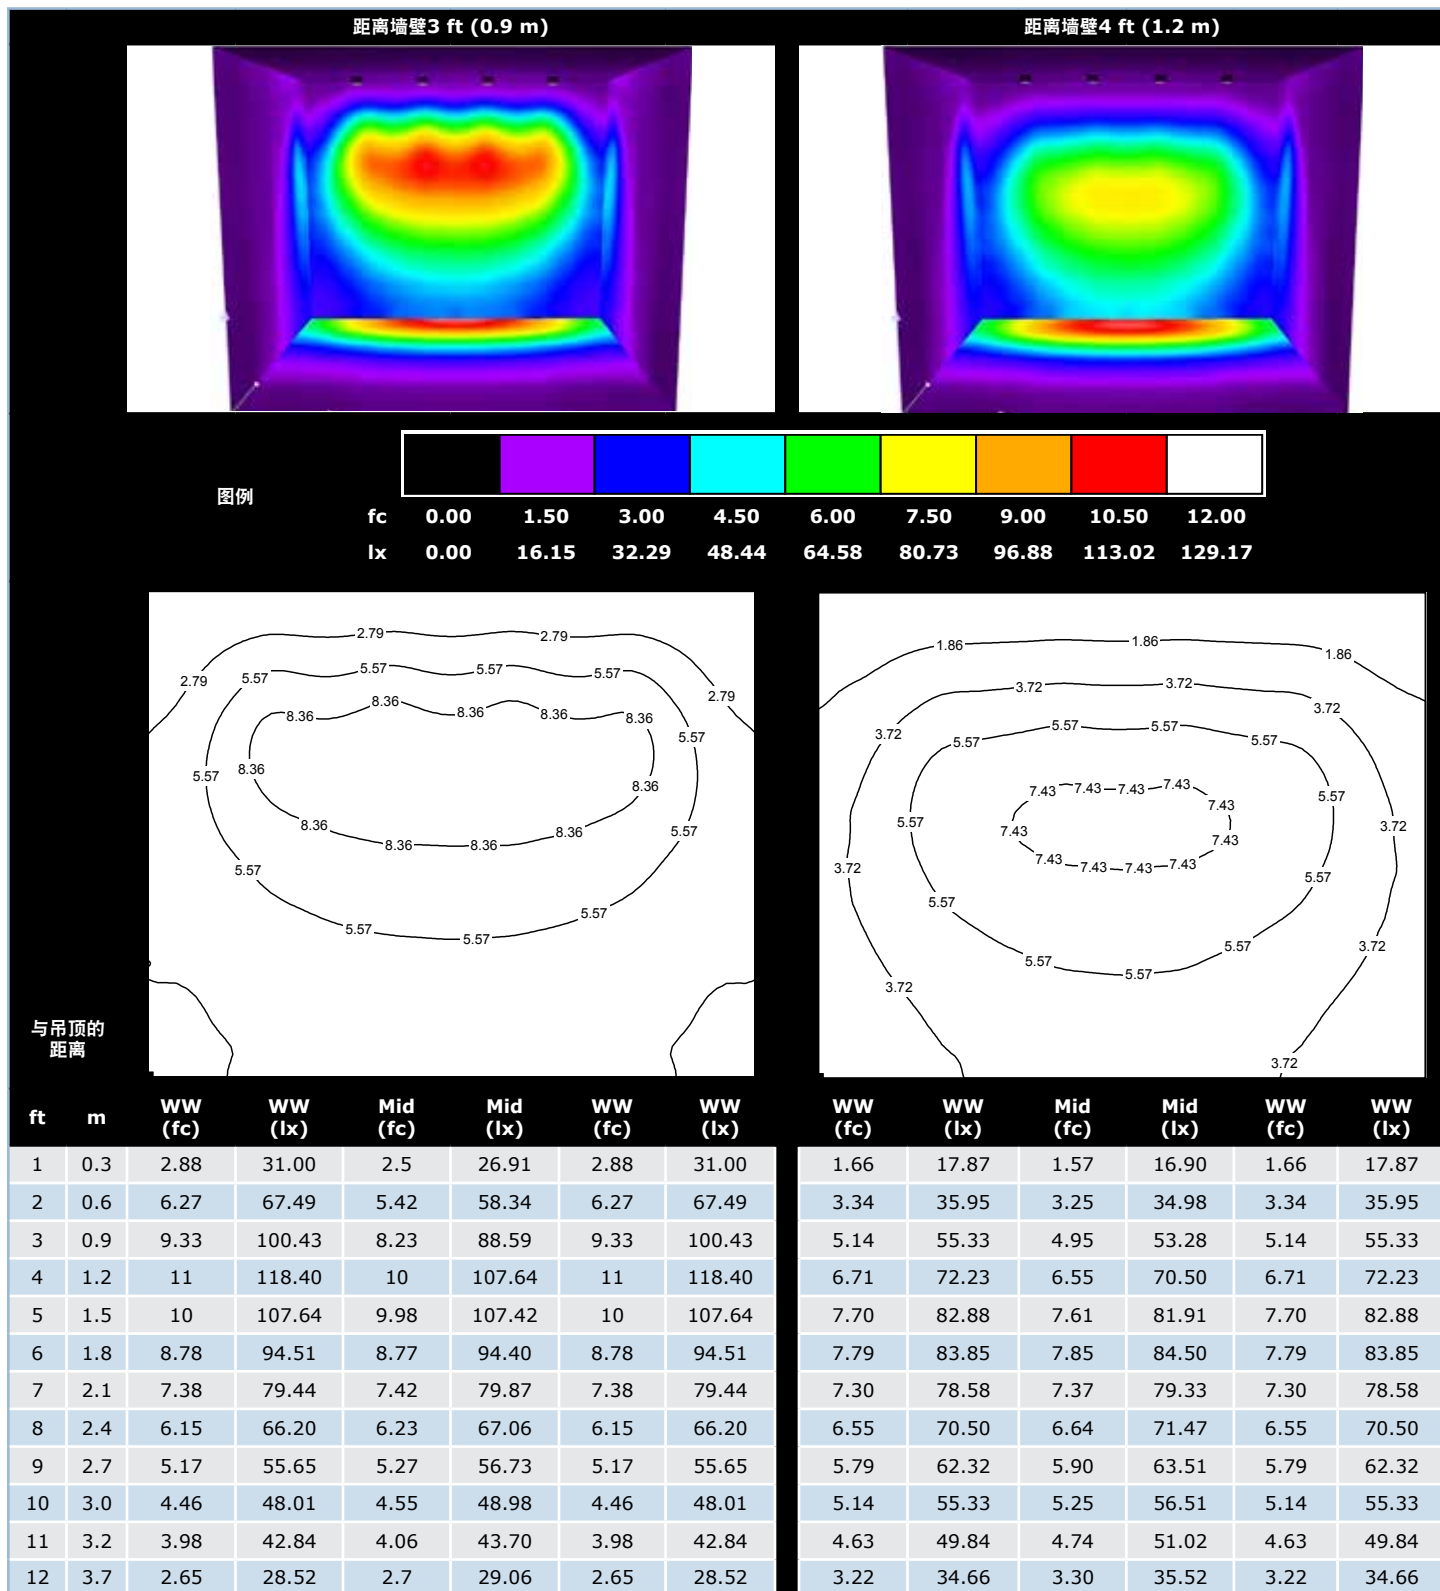 距离墙壁3 ft (0.9 m)
距离墙壁4 ft (1.2 m)
图例
fc 0.00 1.50 3.00 4.50 6.00 7.50 9.00 10.50 12.00
lx 0.00 16.15 32.29 48.44 64.58 80.73 96.88 113.02 129.17
2.79 2.79
2.79 2.79
5.57 5.57 5.57 5.57
8.36 8.36 8.36 8.36 8.36
5.57 5.57
8.36 8.36
8.36 8.36 8.36 8.36
5.57 5.57
5.57 5.57 5.57
1.86 1.86 1.86
3.72 3.72 3.72
3.72
5.57 5.57 5.57 5.57
7.43 7.43 7.43 7.43 7.43
5.57 5.57
7.43 7.43
3.72 3.72
7.43 7.43 7.43 7.43
5.57 5.57
5.57 5.57 5.57
3.72 3.72
3.72
与吊顶的
距离
ft m WW (fc) WW (lx) Mid (fc) Mid (lx) WW (fc) WW (lx) WW (fc) WW (lx) Mid (fc) Mid (lx) WW (fc) WW (lx)
1 0.3 2.88 31.00 2.5 26.91 2.88 31.00 1.66 17.87 1.57 16.90 1.66 17.87
2 0.6 6.27 67.49 5.42 58.34 6.27 67.49 3.34 35.95 3.25 34.98 3.34 35.95
3 0.9 9.33 100.43 8.23 88.59 9.33 100.43 5.14 55.33 4.95 53.28 5.14 55.33
4 1.2 11 118.40 10 107.64 11 118.40 6.71 72.23 6.55 70.50 6.71 72.23
5 1.5 10 107.64 9.98 107.42 10 107.64 7.70 82.88 7.61 81.91 7.70 82.88
6 1.8 8.78 94.51 8.77 94.40 8.78 94.51 7.79 83.85 7.85 84.50 7.79 83.85
7 2.1 7.38 79.44 7.42 79.87 7.38 79.44 7.30 78.58 7.37 79.33 7.30 78.58
8 2.4 6.15 66.20 6.23 67.06 6.15 66.20 6.55 70.50 6.64 71.47 6.55 70.50
9 2.7 5.17 55.65 5.27 56.73 5.17 55.65 5.79 62.32 5.90 63.51 5.79 62.32
10 3.0 4.46 48.01 4.55 48.98 4.46 48.01 5.14 55.33 5.25 56.51 5.14 55.33
11 3.2 3.98 42.84 4.06 43.70 3.98 42.84 4.63 49.84 4.74 51.02 4.63 49.84
12 3.7 2.65 28.52 2.7 29.06 2.65 28.52 3.22 34.66 3.30 35.52 3.22 34.66